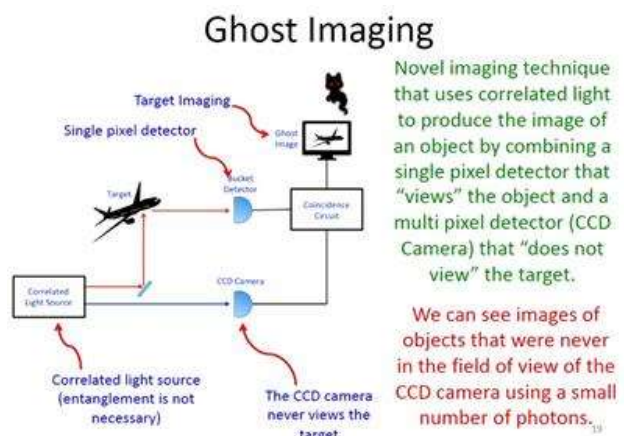 Ghost Imaging
Target Imaging
Single pixel detector
Ghost
Image
Bucket
Detector
Target
Coincidence
Circuit
CCD Camera
Correlated
Light Source
Correlated light source
(entanglement is not
necessary)
The CCD camera
never views the
target
Novel imaging technique
that uses correlated light
to produce the image of
an object by combining a
single pixel detector that
“views” the object and a
multi pixel detector (CCD
Camera) that “does not
view” the target.
We can see images of
objects that were never
in the field of view of the
CCD camera using a small
number of photons.
19